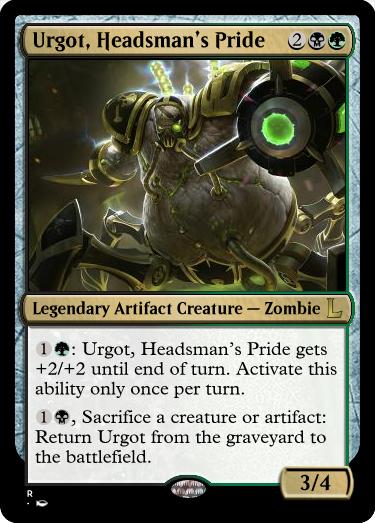 Urgot, Headsman's Pride 2
Legendary Artifact Creature — Zombie L
1: Urgot, Headsman's Pride gets
+2/+2 until end of turn. Activate this
ability only once per turn.
1, Sacrifice a creature or artifact:
Return Urgot from the graveyard to
the battlefield.
3/4
R